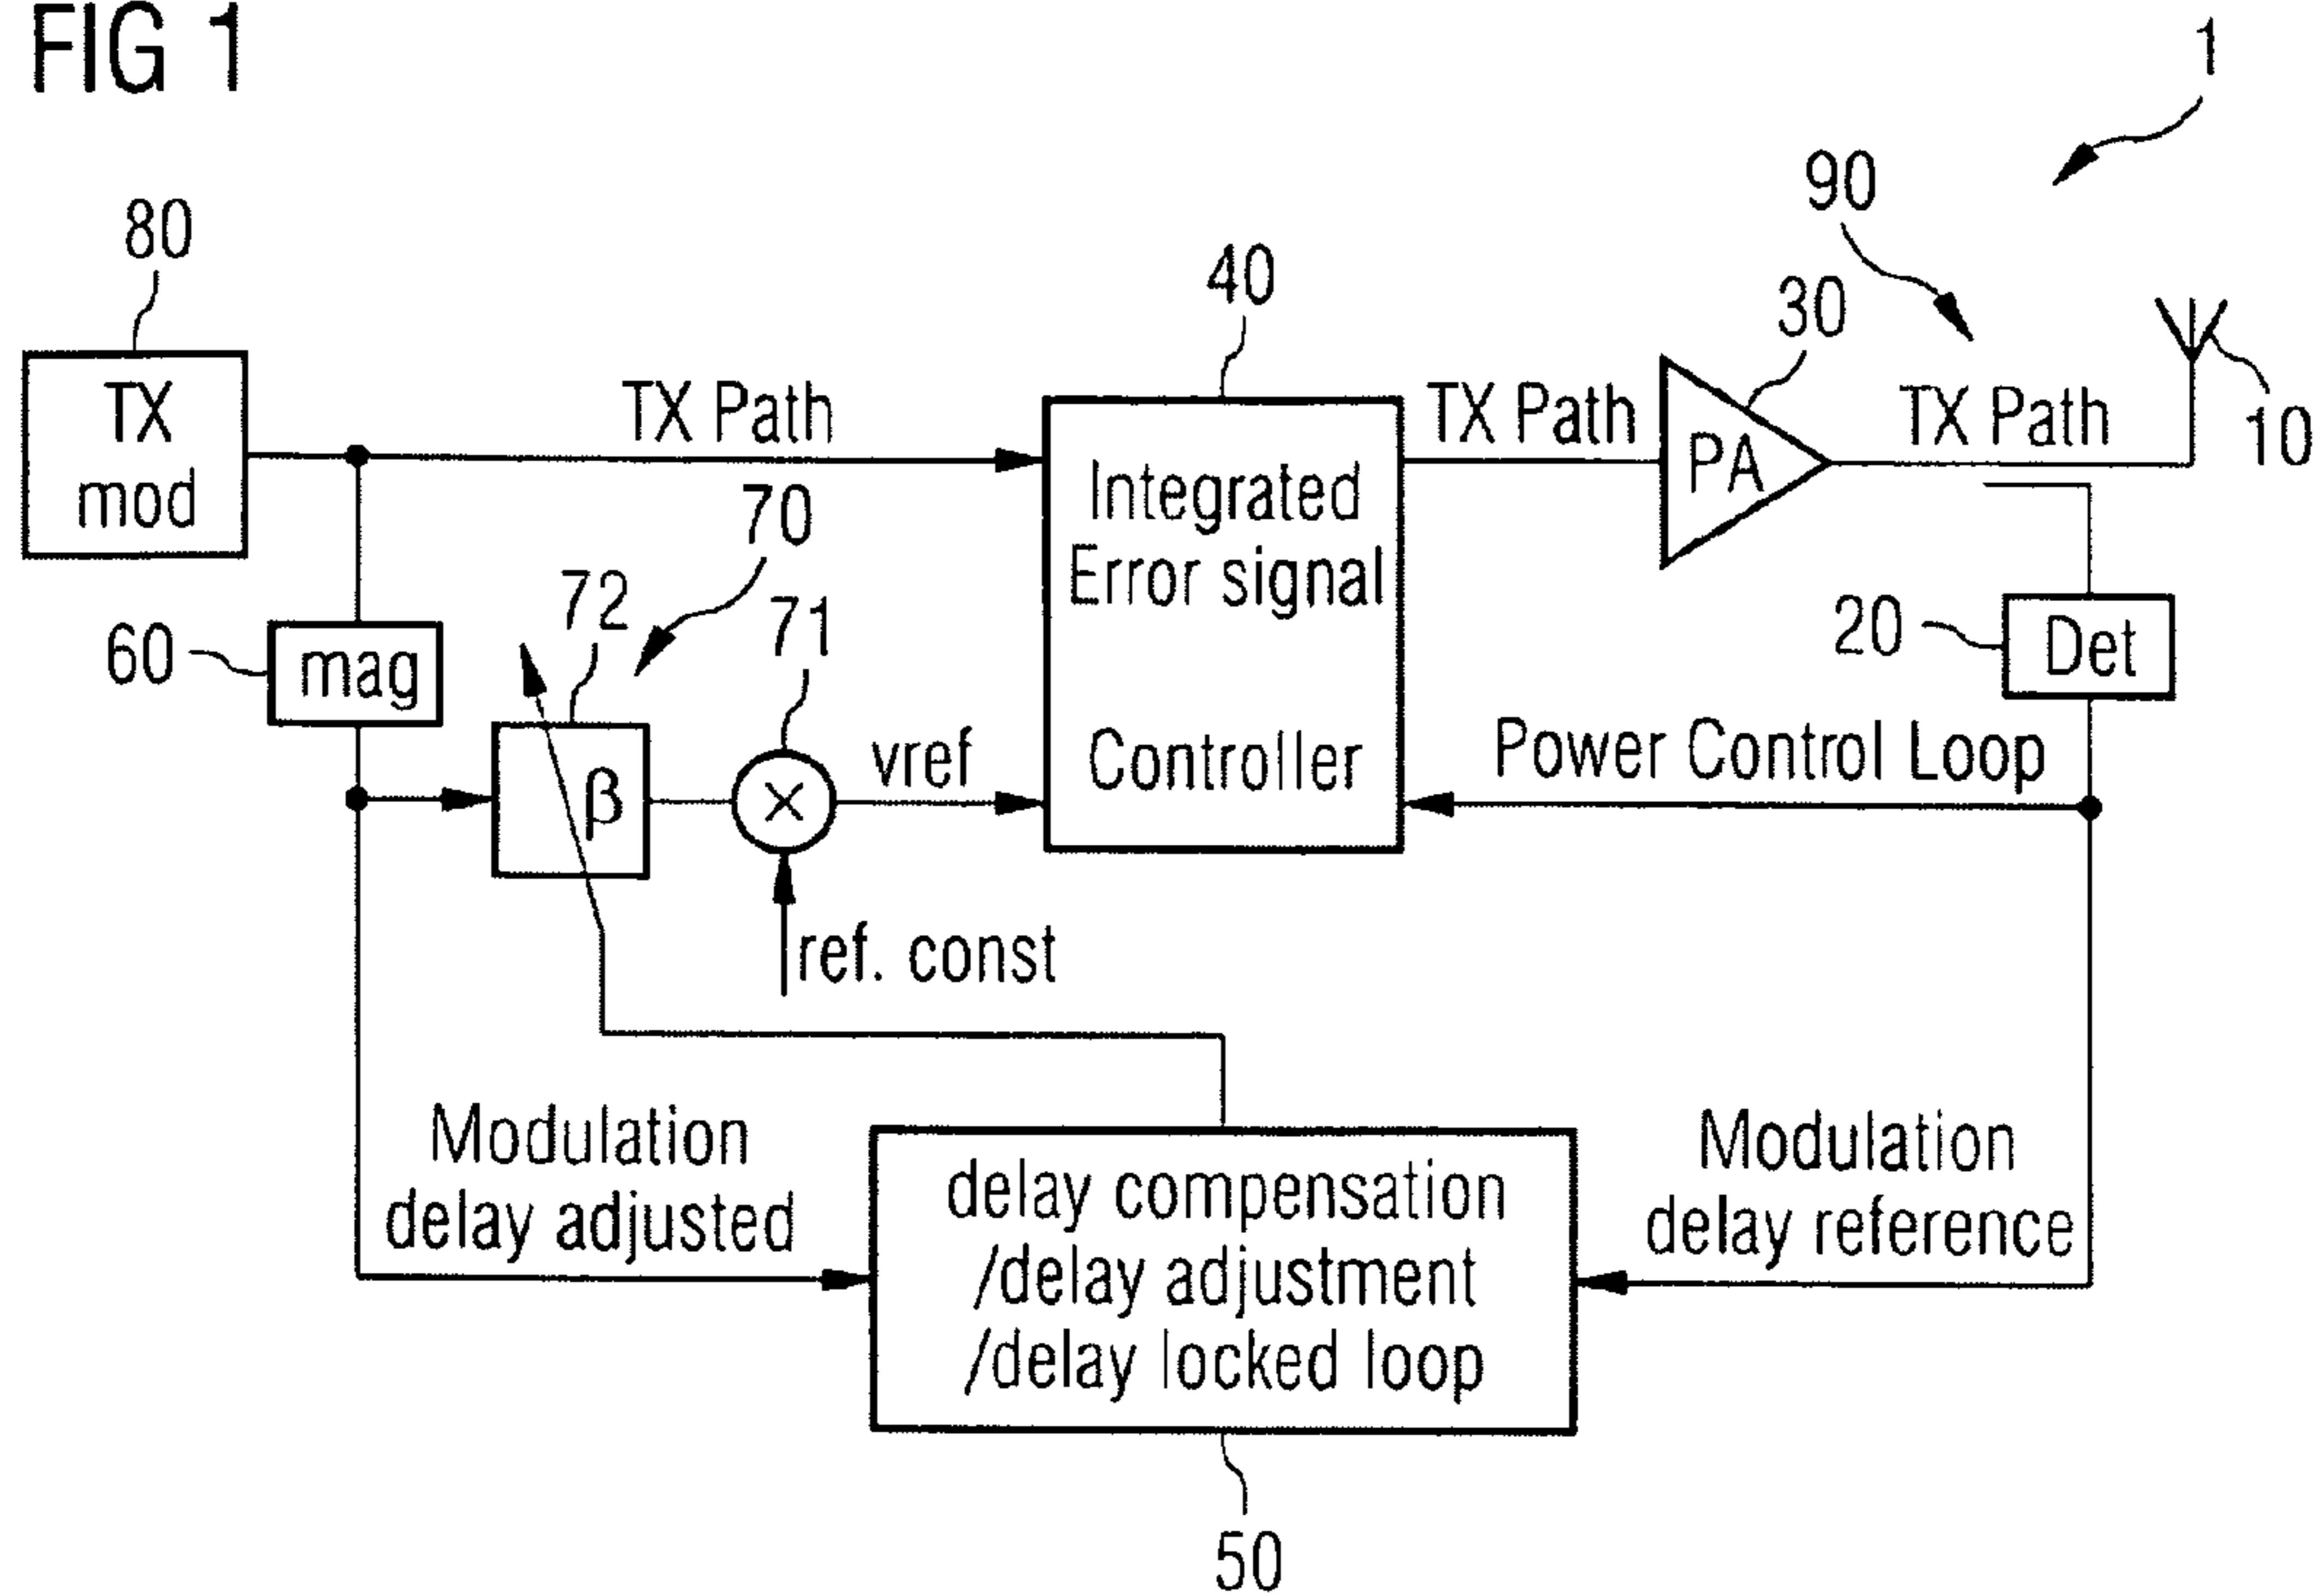 FIG 1
1
90
80
40
30
10
TX
mod
TX Path
TX Path
PA
TX Path
70
72
71
60
mag
β
×
vref
ref. const
Integrated
Error signal
Controller
20
Det
Power Control Loop
Modulation
delay adjusted
delay compensation
/delay adjustment
/delay locked loop
Modulation
delay reference
50